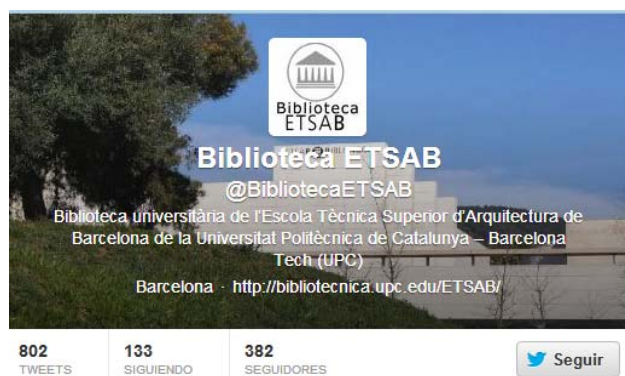 Biblioteca
ETSAB
Biblioteca ETSAB
@BibliotecaETSAB
Biblioteca universitària de l'Escola Tècnica Superior d'Arquitectura de
Barcelona de la Universitat Politècnica de Catalunya – Barcelona
Tech (UPC)
Barcelona · http://bibliotecnica.upc.edu/ETSAB/
802
TWEETS
133
SIGUIENDO
382
SEGUIDORES
Seguir